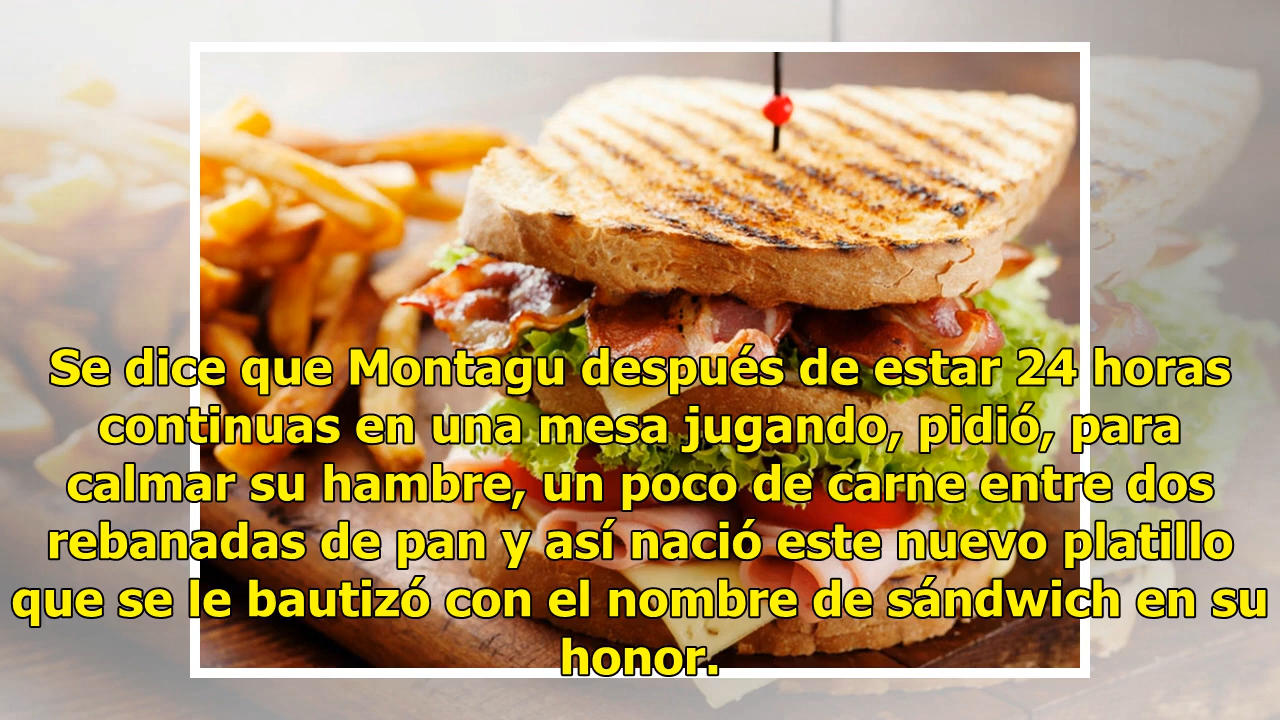 Se dice que Montagu después de estar 24 horas
continuas en una mesa jugando, pidió, para
calmar su hambre, un poco de carne entre dos
rebanadas de pan y así nació este nuevo platillo
que se le bautizó con el nombre de sándwich en su
honor.